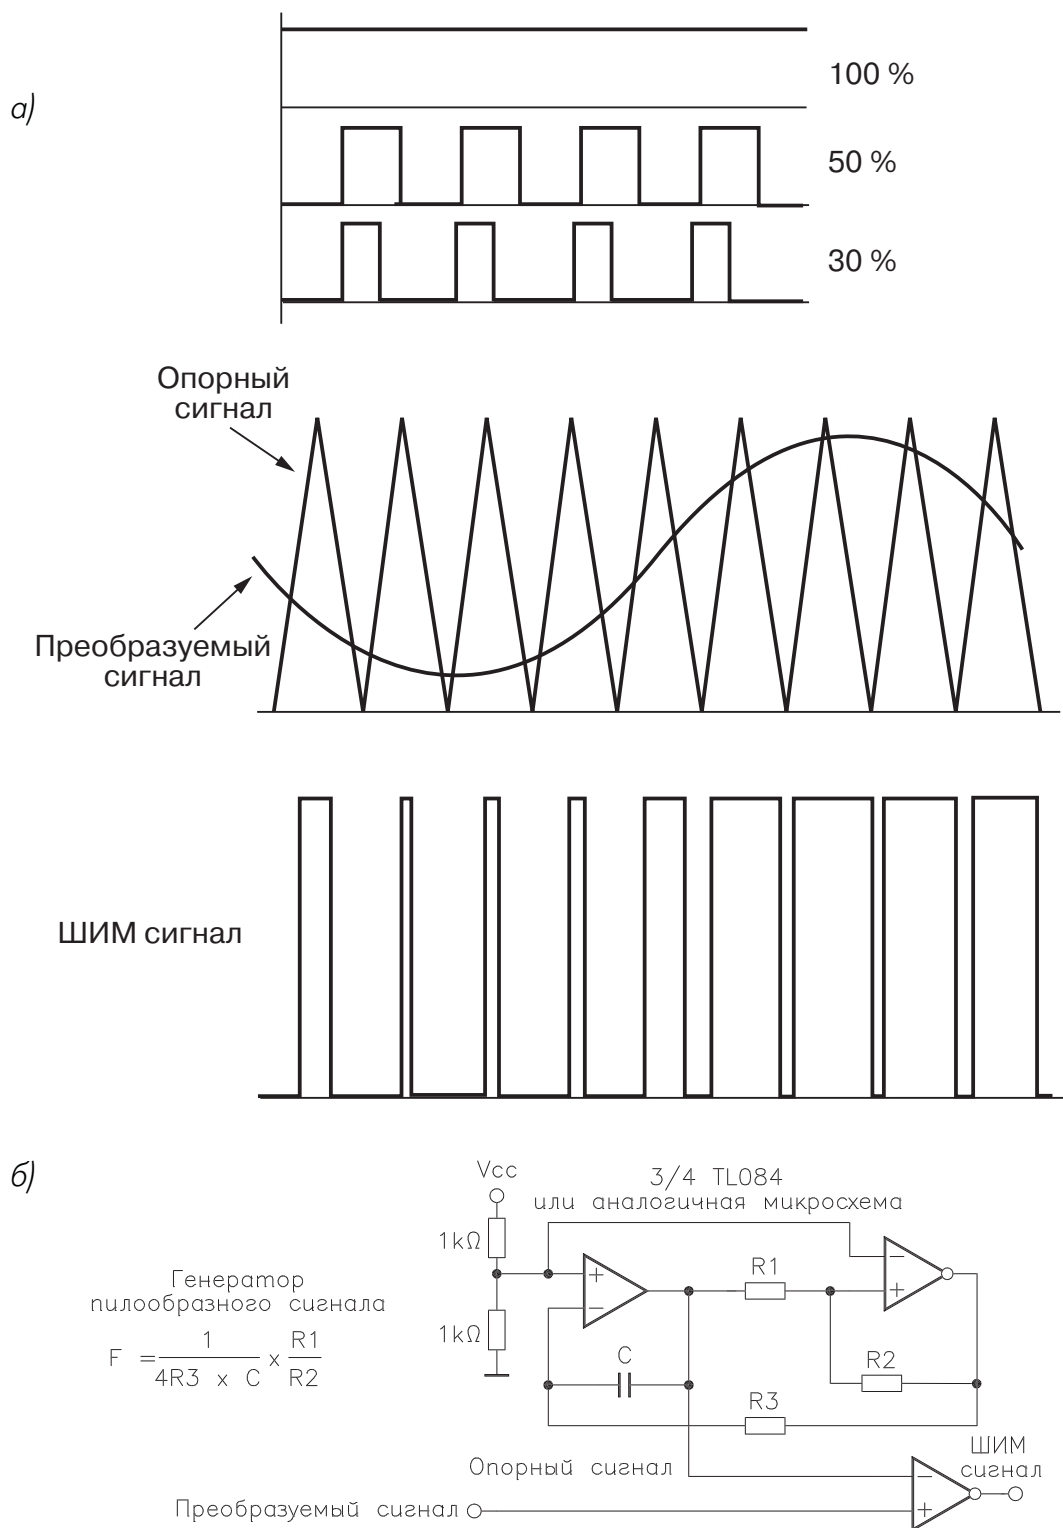 а)
100 %
50 %
30 %
Опорный
сигнал
Преобразуемый
сигнал
ШИМ сигнал
б)
Vcc
3/4 TL084
или аналогичная микросхема
1kΩ
+
−
R1
−
+
Генератор
пилообразного сигнала
F = 1 / 4R3 x C x R1 / R2
1kΩ
C
R2
R3
ШИМ
сигнал
Опорный сигнал
−
+
Преобразуемый сигнал